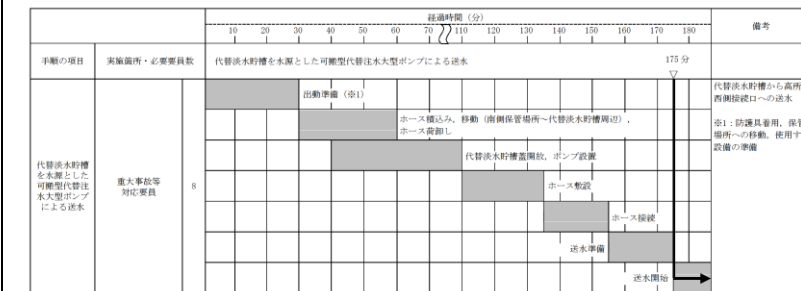 経過時間（分）
備考
10 20 30 40 50 60 70 110 120 130 140 150 160 170 180
手順の項目
実施箇所・必要要員数
代替淡水貯槽を水源とした可搬型代替注水大型ポンプによる送水
175 分
代替淡水貯槽
を水源とした
可搬型代替注
水大型ポンプ
による送水
重大事故等
対応要員
8
出動準備（※1）
ホース積込み，移動（南側保管場所～代替淡水貯槽周辺），
ホース荷卸し
代替淡水貯槽蓋開放，ポンプ設置
ホース敷設
ホース接続
送水準備
送水開始
代替淡水貯槽から高所
西側接続口への送水
※1：防護具着用，保管
場所への移動，使用す
設備の準備